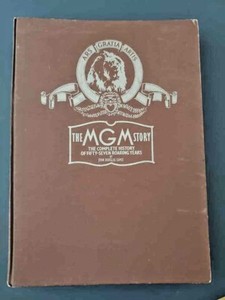 ARS GRATIA ARTIS
THE MGM STORY
THE COMPLETE HISTORY
OF FIFTY-SEVEN ROARING YEARS